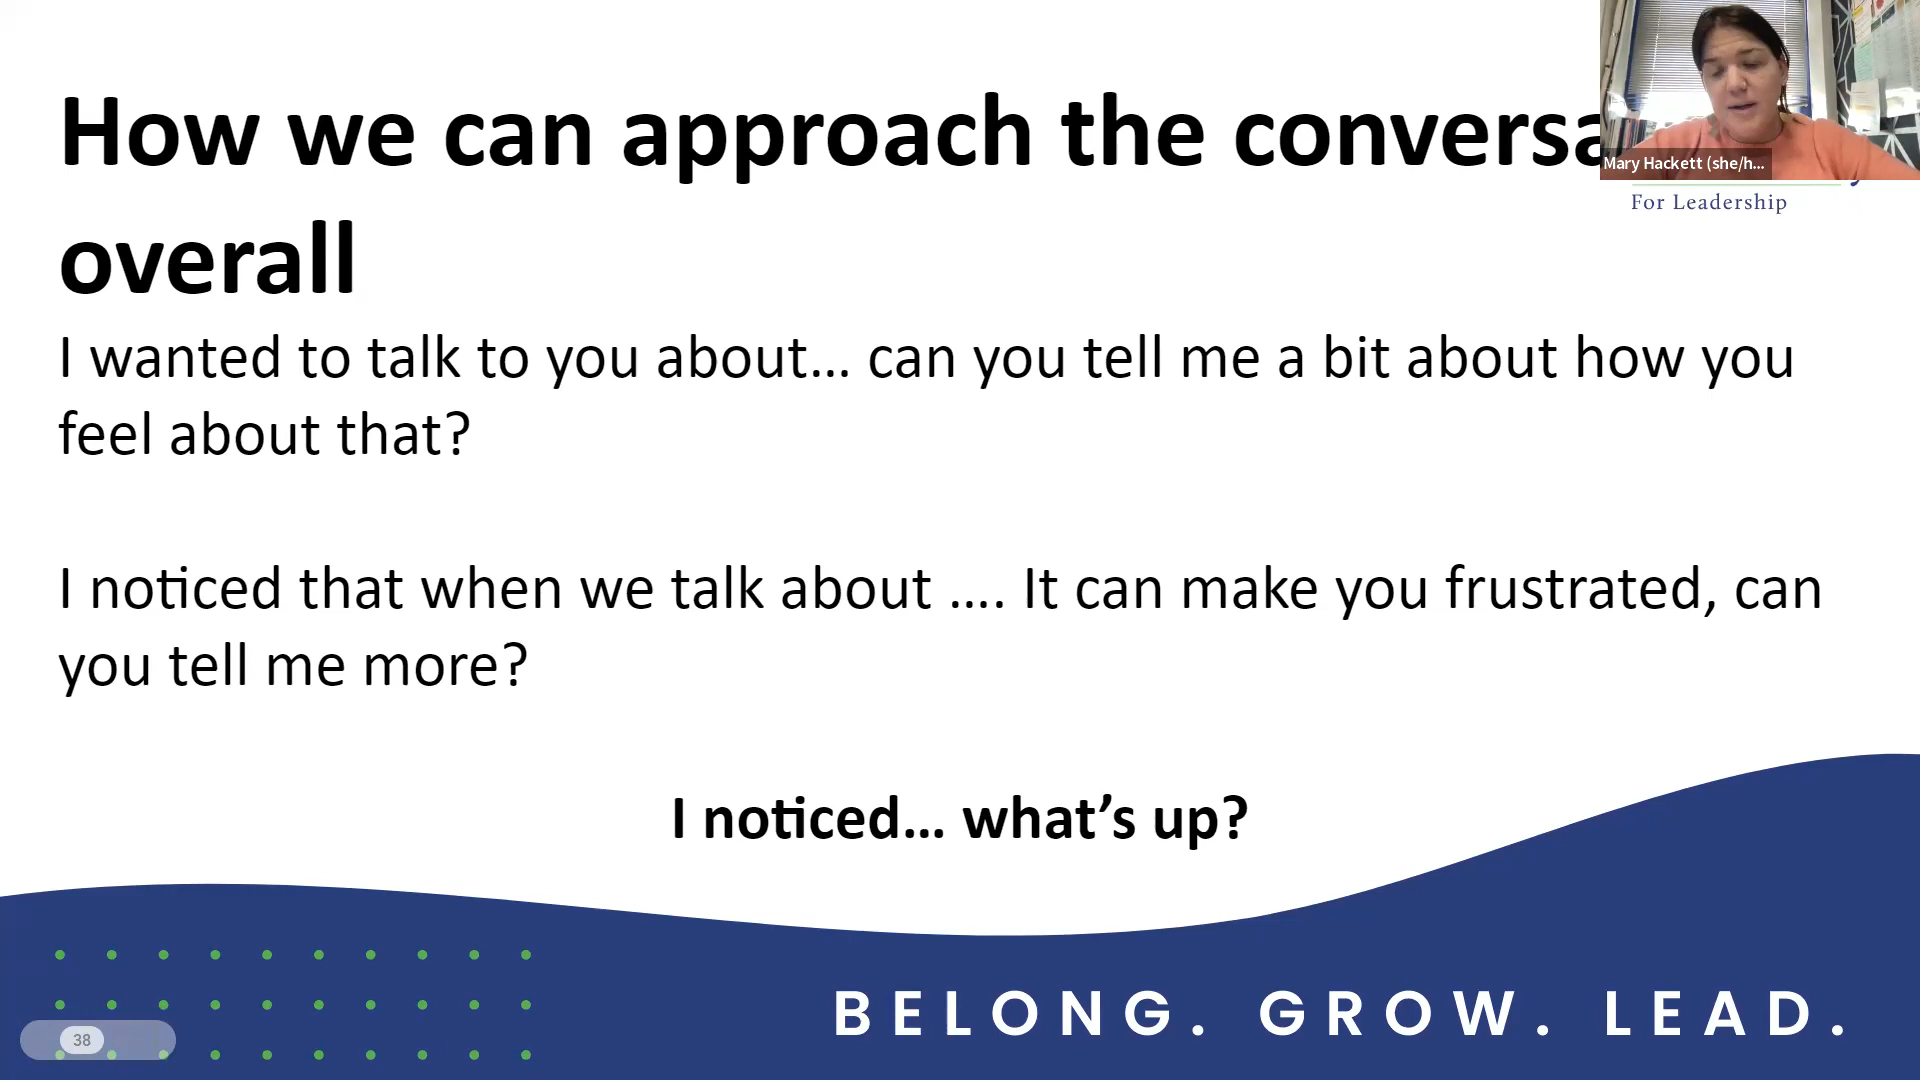 How we can approach the conversa
overall
Mary Hackett (she/h...
For Leadership
I wanted to talk to you about... can you tell me a bit about how you
feel about that?
I noticed that when we talk about .... It can make you frustrated, can
you tell me more?
I noticed... what’s up?
BELONG. GROW. LEAD.
38